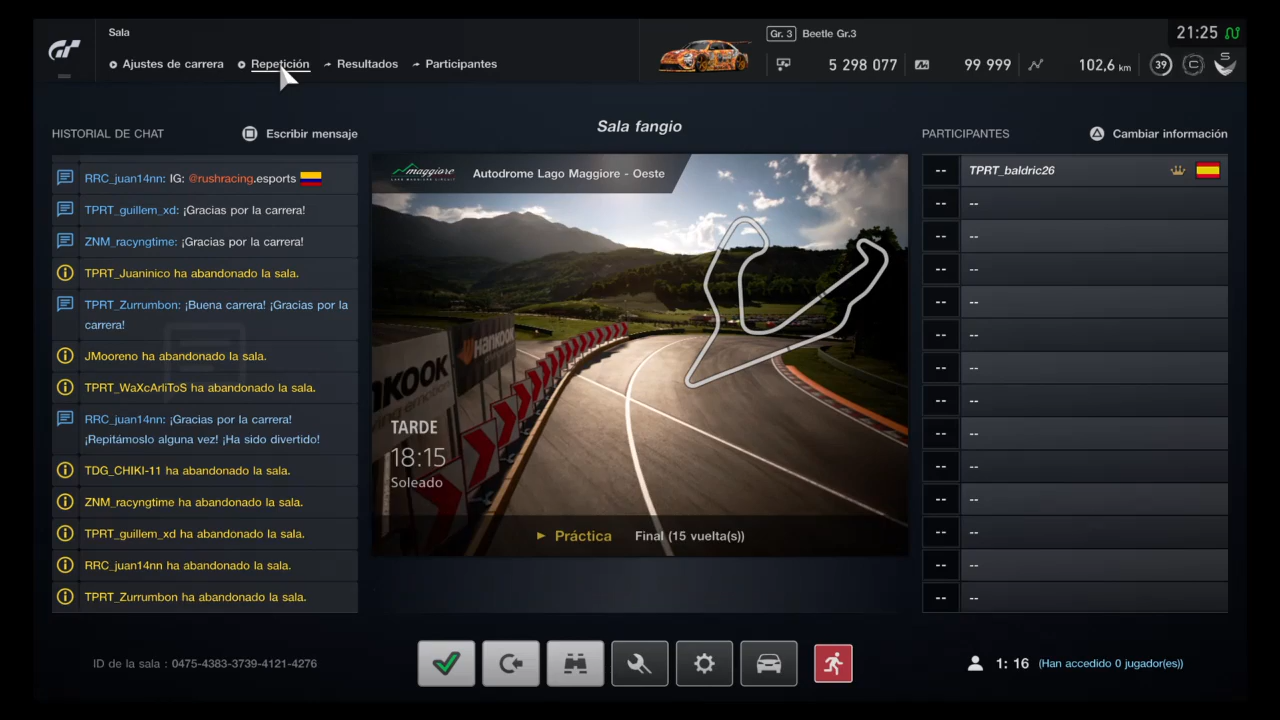 Sala
Ajustes de carrera
Repetición
Resultados
Participantes
Gr. 3
Beetle Gr.3
5 298 077
99 999
102,6 km
21:25
39
C
S
HISTORIAL DE CHAT
Escribir mensaje
RRC_juan14nn: IG: @rushracing.esports
TPRT_guillem_xd: ¡Gracias por la carrera!
ZNM_racyngtime: ¡Gracias por la carrera!
TPRT_Juaninico ha abandonado la sala.
TPRT_Zurrumbon: ¡Buena carrera! ¡Gracias por la
carrera!
JMooreno ha abandonado la sala.
TPRT_WaXcArliToS ha abandonado la sala.
RRC_juan14nn: ¡Gracias por la carrera!
¡Repitámoslo alguna vez! ¡Ha sido divertido!
TDG_CHIKI-11 ha abandonado la sala.
ZNM_racyngtime ha abandonado la sala.
TPRT_guillem_xd ha abandonado la sala.
RRC_juan14nn ha abandonado la sala.
TPRT_Zurrumbon ha abandonado la sala.
Sala fangio
maggiore
Autodrome Lago Maggiore - Oeste
HANKOOK
HANKOOK
TARDE
18:15
Soleado
Práctica
Final (15 vuelta(s))
PARTICIPANTES
Cambiar información
-- TPRT_baldric26
-- --
-- --
-- --
-- --
-- --
-- --
-- --
-- --
-- --
-- --
-- --
-- --
-- --
ID de la sala : 0475-4383-3739-4121-4276
1: 16
(Han accedido 0 jugador(es))